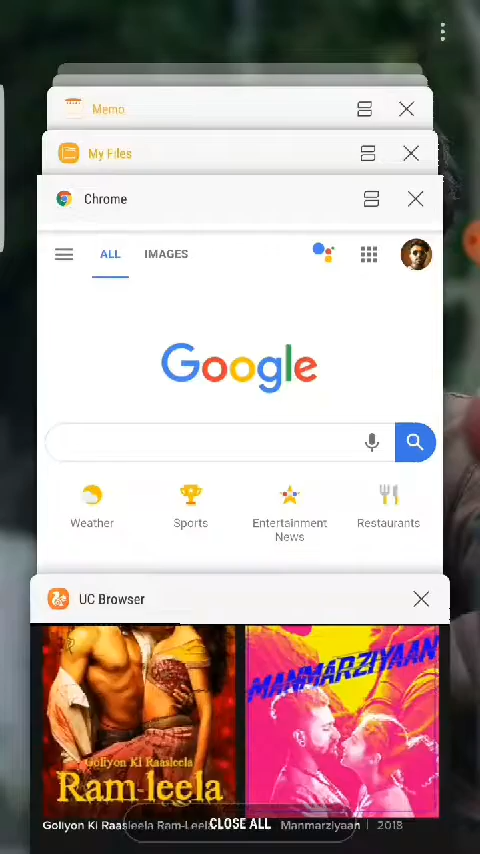 Memo
My Files
Chrome
ALL IMAGES
Google
Weather Sports Entertainment News Restaurants
UC Browser
Goliyon Ki Raasleela
Ram-leela
MANMARZIYAAN
Goliyon Ki Raasleela Ram-Leela
CLOSE ALL
Manmarziyaan | 2018